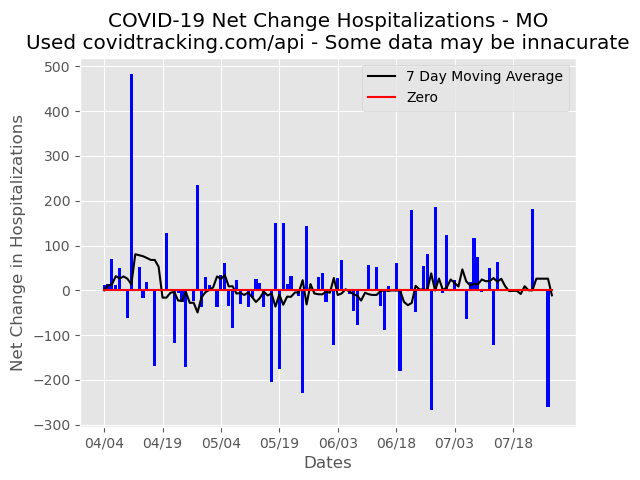 COVID-19 Net Change Hospitalizations - MO
Used covidtracking.com/api - Some data may be innacurate
7 Day Moving Average
Zero
Net Change in Hospitalizations
500
400
300
200
100
0
−100
−200
−300
04/04 04/19 05/04 05/19 06/03 06/18 07/03 07/18
Dates